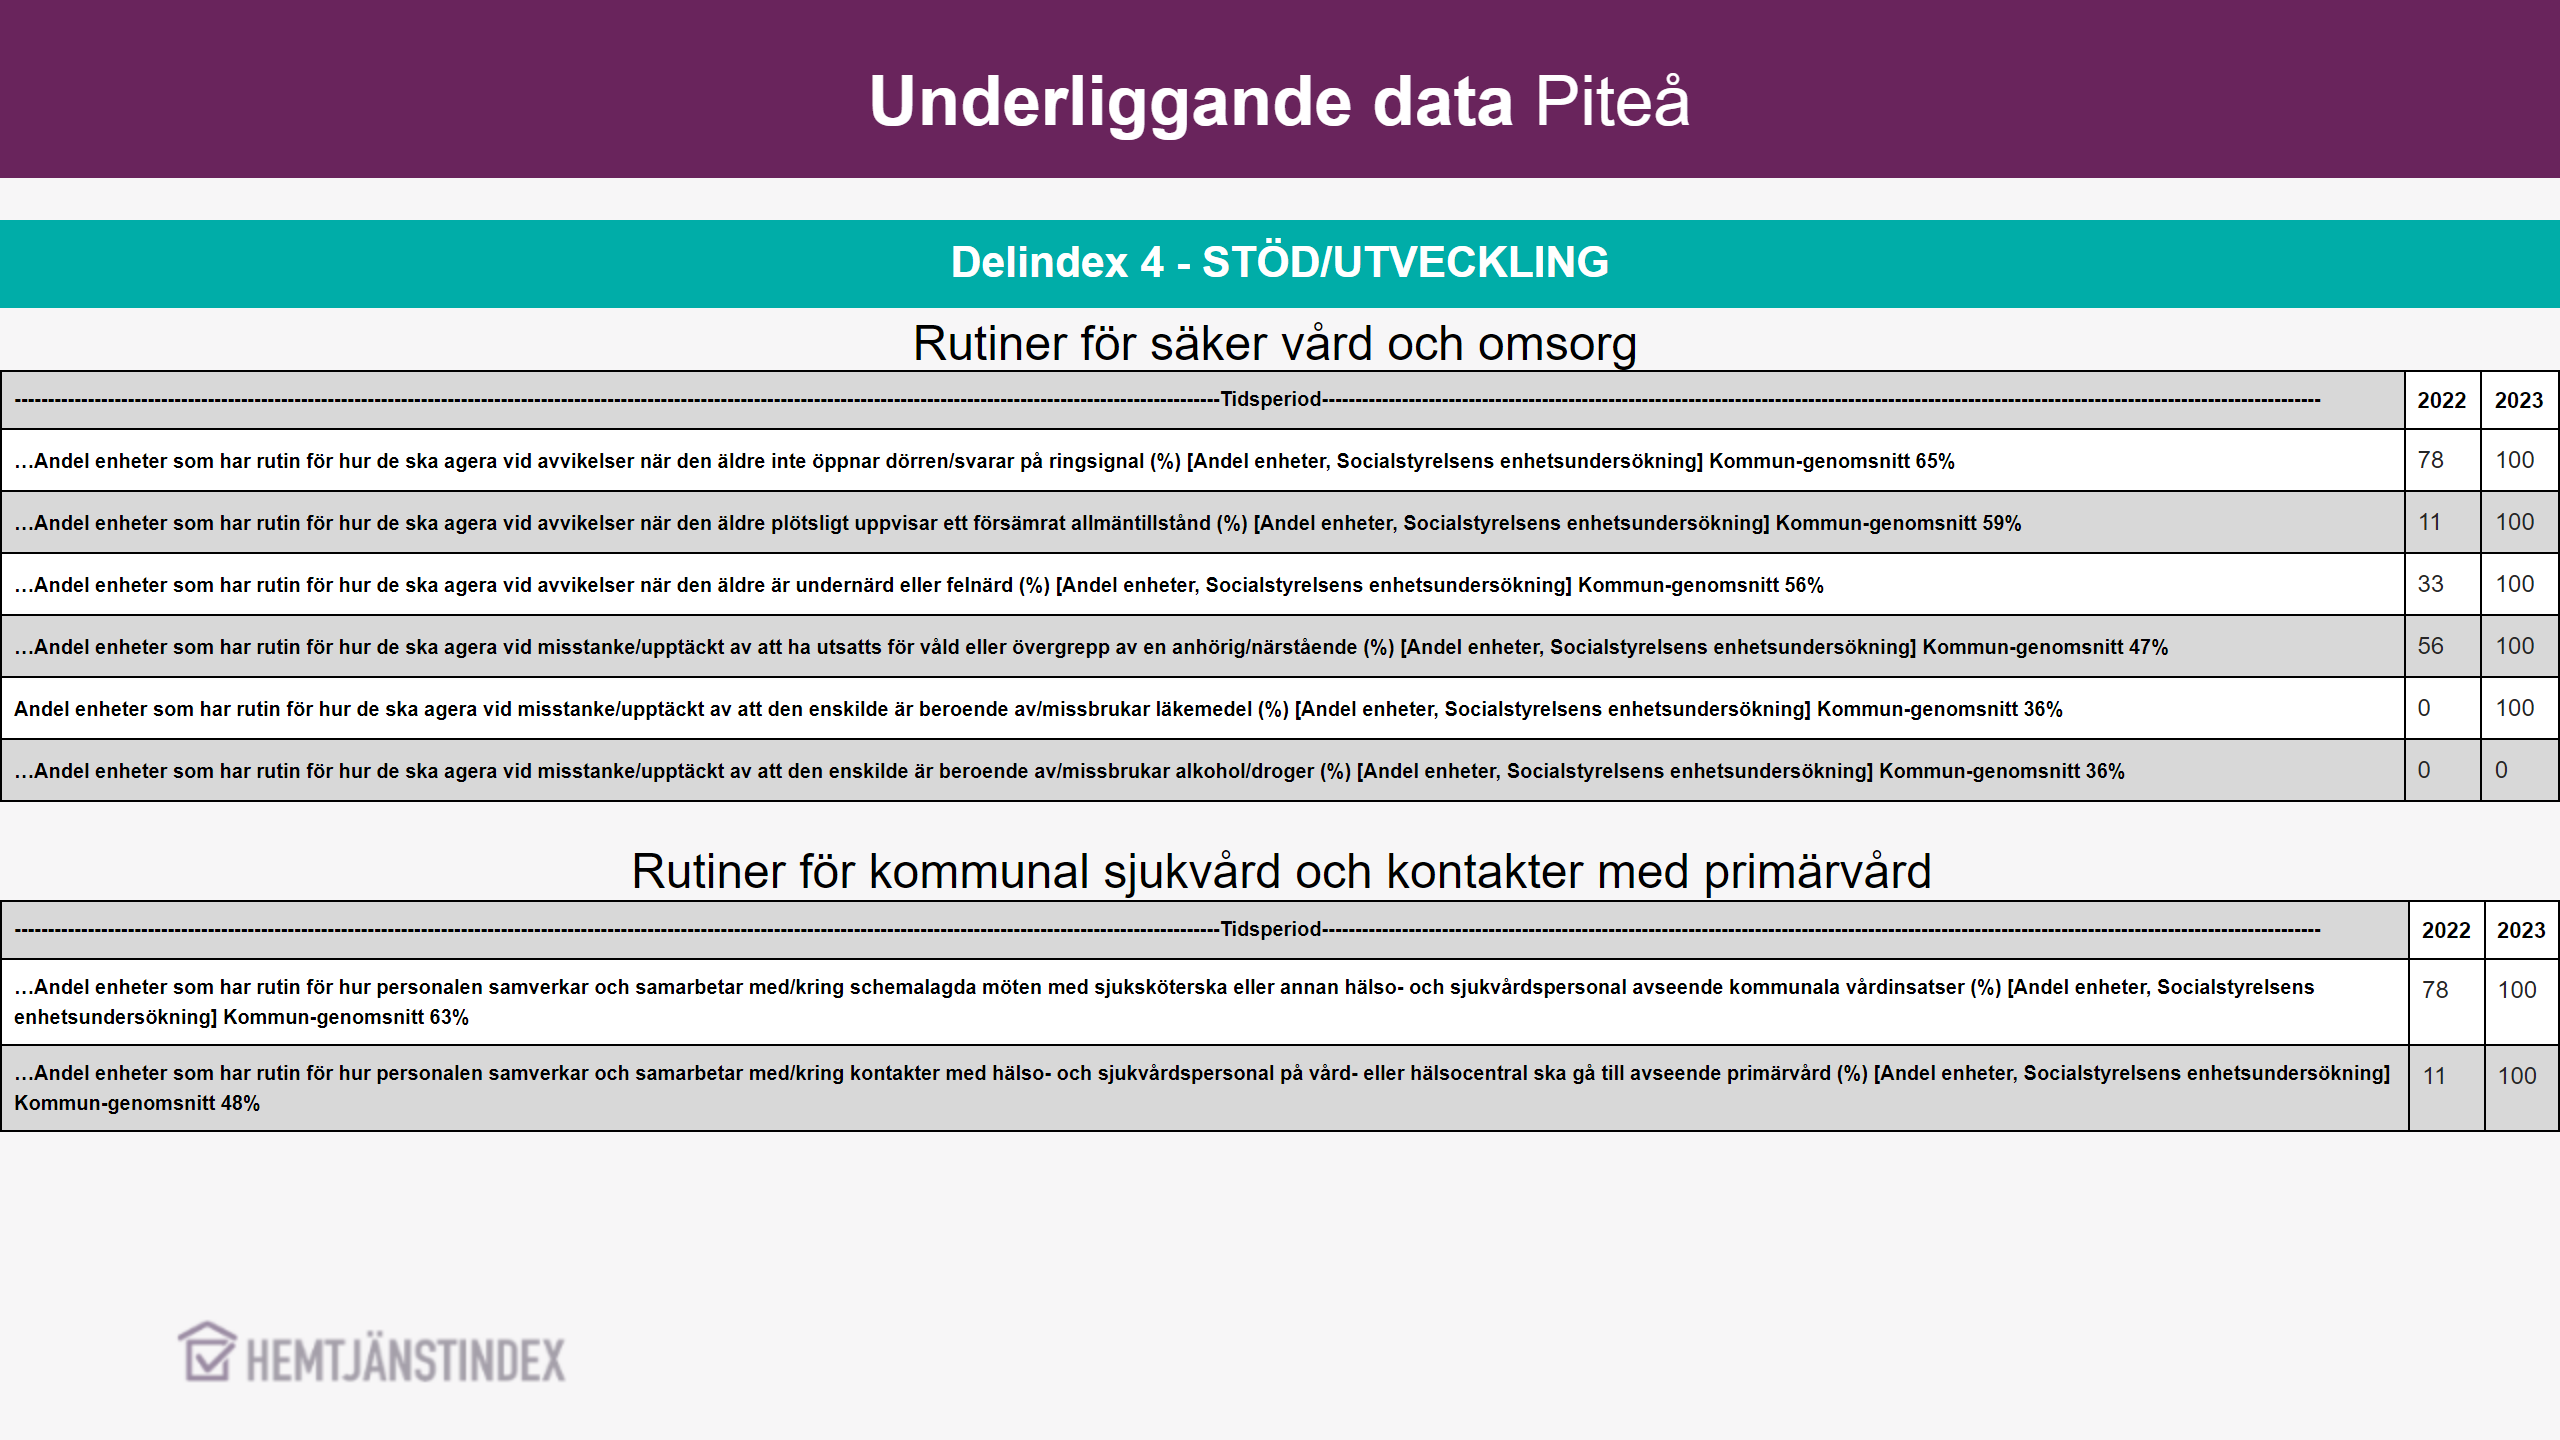 Underliggande data Piteå
Delindex 4 - STÖD/UTVECKLING
Rutiner för säker vård och omsorg
--------------------Tidsperiod-------------------- 2022 2023
…Andel enheter som har rutin för hur de ska agera vid avvikelser när den äldre inte öppnar dörren/svarar på ringsignal (%) [Andel enheter, Socialstyrelsens enhetsundersökning] Kommun-genomsnitt 65% 78 100
…Andel enheter som har rutin för hur de ska agera vid avvikelser när den äldre plötsligt uppvisar ett försämrat allmäntillstånd (%) [Andel enheter, Socialstyrelsens enhetsundersökning] Kommun-genomsnitt 59% 11 100
…Andel enheter som har rutin för hur de ska agera vid avvikelser när den äldre är undernärd eller felnärd (%) [Andel enheter, Socialstyrelsens enhetsundersökning] Kommun-genomsnitt 56% 33 100
…Andel enheter som har rutin för hur de ska agera vid misstanke/upptäckt av att ha utsatts för våld eller övergrepp av en anhörig/närstående (%) [Andel enheter, Socialstyrelsens enhetsundersökning] Kommun-genomsnitt 47% 56 100
Andel enheter som har rutin för hur de ska agera vid misstanke/upptäckt av att den enskilde är beroende av/missbrukar läkemedel (%) [Andel enheter, Socialstyrelsens enhetsundersökning] Kommun-genomsnitt 36% 0 100
…Andel enheter som har rutin för hur de ska agera vid misstanke/upptäckt av att den enskilde är beroende av/missbrukar alkohol/droger (%) [Andel enheter, Socialstyrelsens enhetsundersökning] Kommun-genomsnitt 36% 0 0
Rutiner för kommunal sjukvård och kontakter med primärvård
--------------------Tidsperiod-------------------- 2022 2023
…Andel enheter som har rutin för hur personalen samverkar och samarbetar med/kring schemalagda möten med sjuksköterska eller annan hälso- och sjukvårdspersonal avseende kommunala vårdinsatser (%) [Andel enheter, Socialstyrelsens
enhetsundersökning] Kommun-genomsnitt 63% 78 100
…Andel enheter som har rutin för hur personalen samverkar och samarbetar med/kring kontakter med hälso- och sjukvårdspersonal på vård- eller hälsocentral ska gå till avseende primärvård (%) [Andel enheter, Socialstyrelsens enhetsundersökning]
Kommun-genomsnitt 48% 11 100
HEMTJÄNSTINDEX